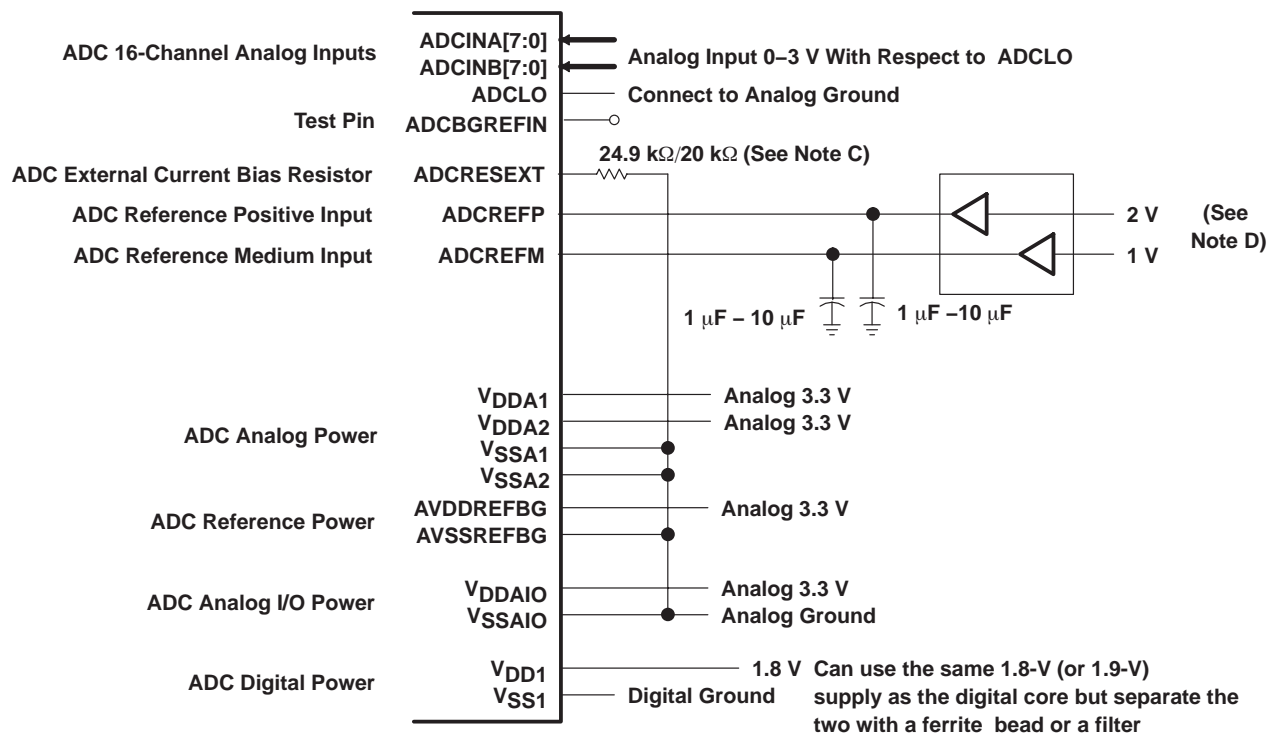 ADC 16-Channel Analog Inputs
ADCINA[7:0]
ADCINB[7:0]
Analog Input 0–3 V With Respect to ADCLO
ADCLO
Connect to Analog Ground
Test Pin
ADCBGREFIN
24.9 kΩ/20 kΩ (See Note C)
ADC External Current Bias Resistor
ADCRESEXT
ADC Reference Positive Input
ADCREFP
2 V
(See
Note D)
ADC Reference Medium Input
ADCREFM
1 V
1 μF – 10 μF
1 μF –10 μF
VDDA1
Analog 3.3 V
VDDA2
Analog 3.3 V
ADC Analog Power
VSSA1
VSSA2
ADC Reference Power
AVDDREFBG
Analog 3.3 V
AVSSREFBG
ADC Analog I/O Power
VDDAIO
Analog 3.3 V
VSSAIO
Analog Ground
ADC Digital Power
VDD1
1.8 V
Can use the same 1.8-V (or 1.9-V)
VSS1
Digital Ground
supply as the digital core but separate the
two with a ferrite bead or a filter